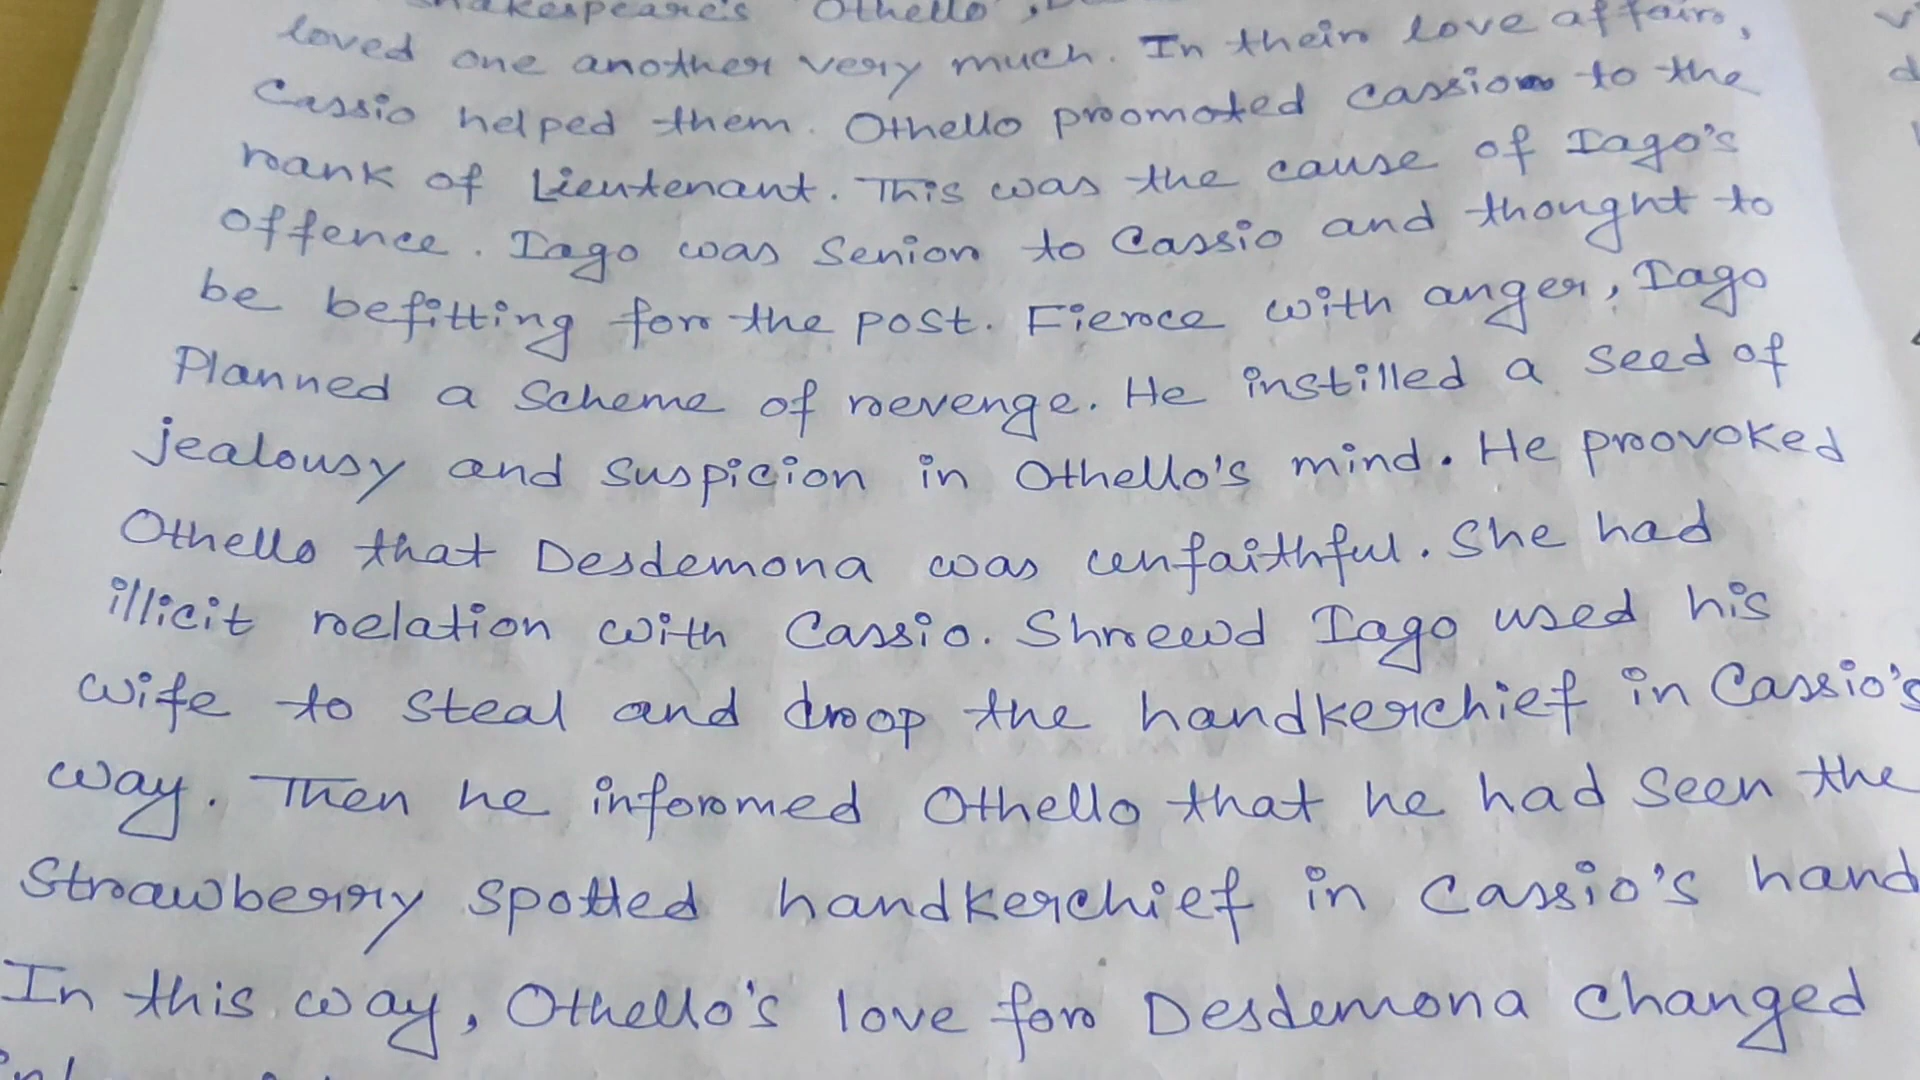 Shakespeare's Othello,
loved one another very much. In their love affair,
Cassio helped them. Othello promoted Cassio to the
rank of Lieutenant. This was the cause of Iago's
offence. Iago was Senior to Cassio and thought to
be befitting for the post. Fierce with anger, Iago
Planned a Scheme of revenge. He instilled a seed of
jealousy and suspicion in Othello's mind. He provoked
Othello that Desdemona was unfaithful. She had
illicit relation with Cassio. Shrewd Iago used his
wife to steal and drop the handkerchief in Cassio's
way. Then he informed Othello that he had seen the
Strawberry spotted handkerchief in Cassio's hand
In this way, Othello's love for Desdemona changed